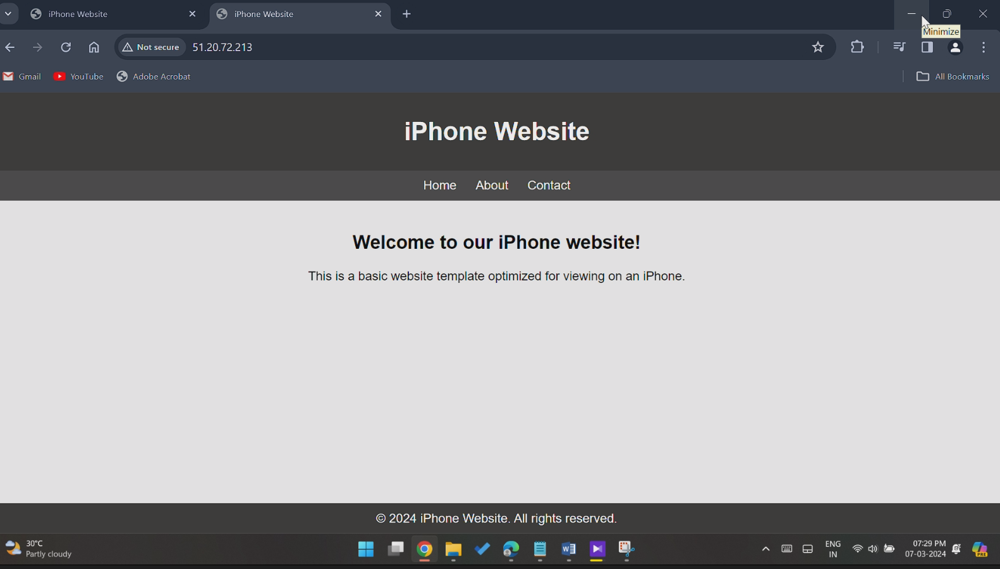 iPhone Website
iPhone Website
Minimize
Not secure 51.20.72.213
Gmail YouTube Adobe Acrobat All Bookmarks
iPhone Website
Home About Contact
Welcome to our iPhone website!
This is a basic website template optimized for viewing on an iPhone.
© 2024 iPhone Website. All rights reserved.
30°C
Partly cloudy
ENG
IN
07:29 PM
07-03-2024
PRE